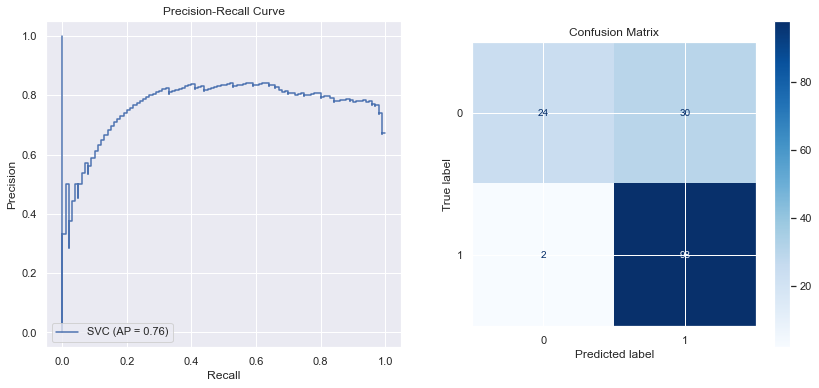 Precision-Recall Curve
1.0
0.8
0.6
0.4
0.2
0.0
Precision
SVC (AP = 0.76)
0.0 0.2 0.4 0.6 0.8 1.0
Recall
Confusion Matrix
0
1
True label
24 30
2 98
0 1
Predicted label
80
60
40
20